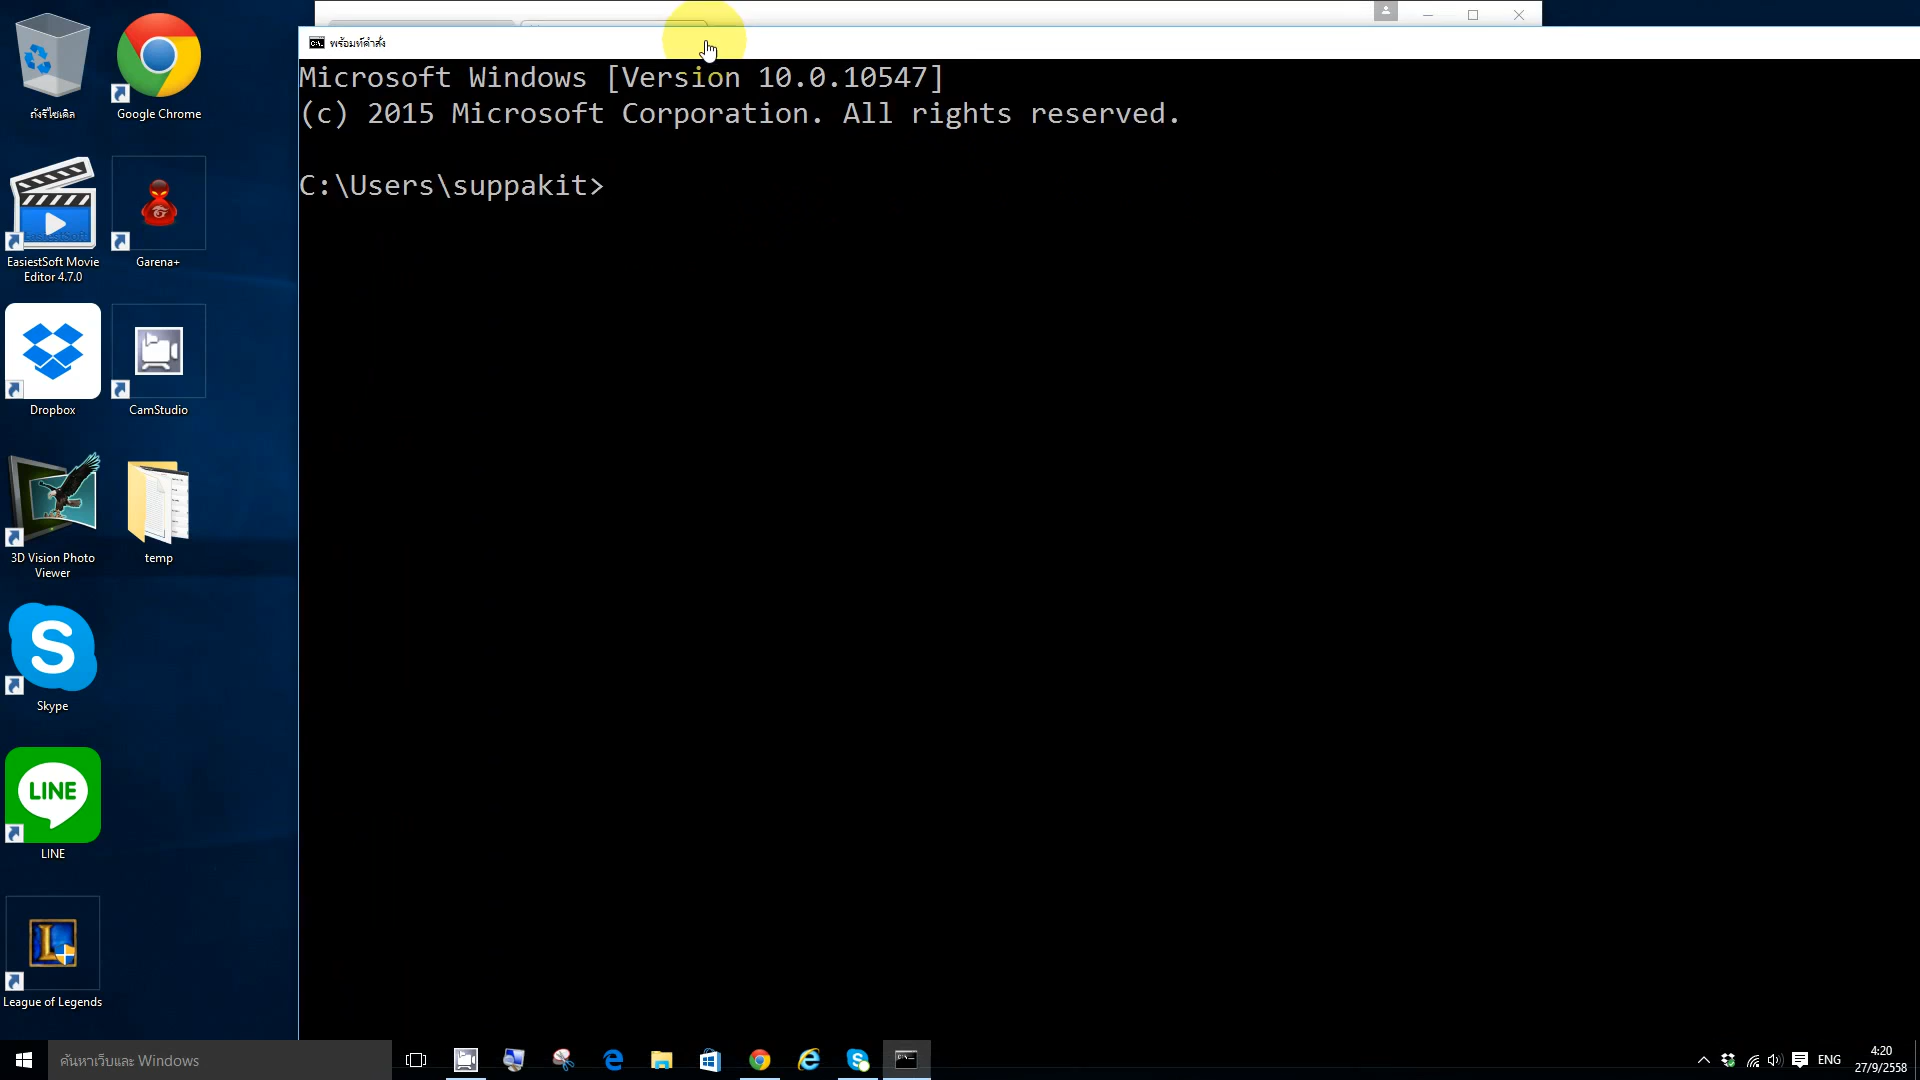 พร้อมท์คำสั่ง
Microsoft Windows [Version 10.0.10547]
(c) 2015 Microsoft Corporation. All rights reserved.
C:\Users\suppakit>
ถังรีไซเคิล
Google Chrome
EasiestSoft Movie
Editor 4.7.0
Garena+
Dropbox
CamStudio
3D Vision Photo
Viewer
temp
Skype
LINE
LINE
League of Legends
ค้นหาเว็บและ Windows
ENG
4:20
27/9/2558